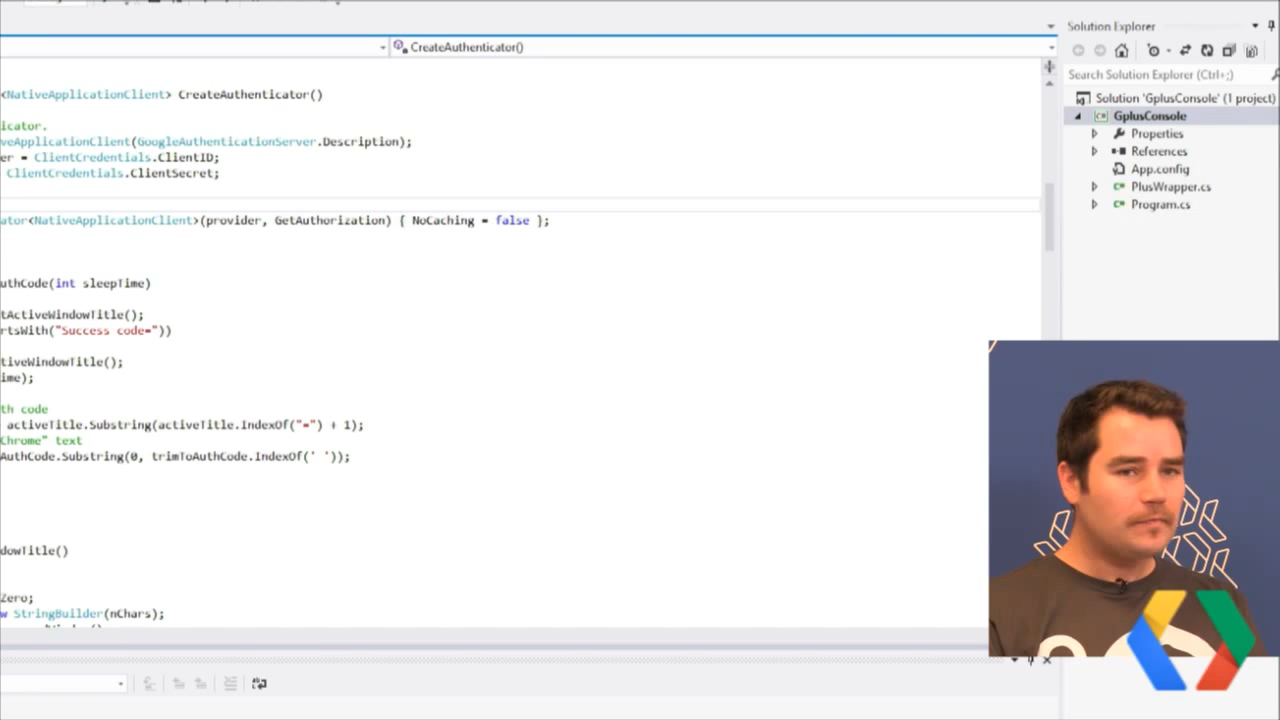 CreateAuthenticator()
<NativeApplicationClient> CreateAuthenticator()
icator.
veApplicationClient(GoogleAuthenticationServer.Description);
er = ClientCredentials.ClientID;
ClientCredentials.ClientSecret;
ator<NativeApplicationClient>(provider, GetAuthorization) { NoCaching = false };
uthCode(int sleepTime)
tActiveWindowTitle();
rtsWith("Success code="))
tiveWindowTitle();
ime);
th code
activeTitle.Substring(activeTitle.IndexOf("=") + 1);
Chrome" text
AuthCode.Substring(0, trimToAuthCode.IndexOf(' '));
dowTitle()
Zero;
w StringBuilder(nChars);
Solution Explorer
Search Solution Explorer (Ctrl+;)
Solution 'GplusConsole' (1 project)
GplusConsole
Properties
References
App.config
PlusWrapper.cs
Program.cs